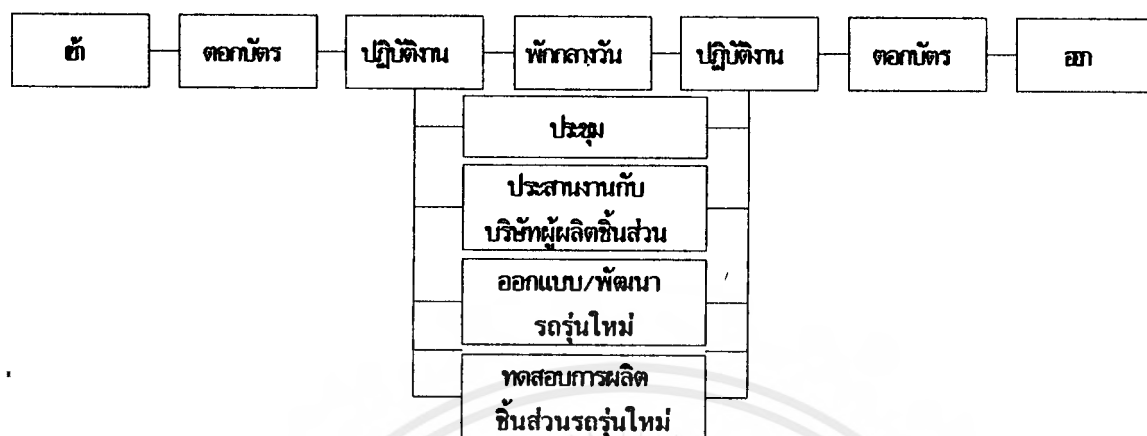 เข้า
ตอกบัตร
ปฏิบัติงาน
พักกลางวัน
ปฏิบัติงาน
ตอกบัตร
ออก
ประชุม
ประสานงานกับ
บริษัทผู้ผลิตชิ้นส่วน
ออกแบบ/พัฒนา
รถรุ่นใหม่
ทดสอบการผลิต
ชิ้นส่วนรถรุ่นใหม่